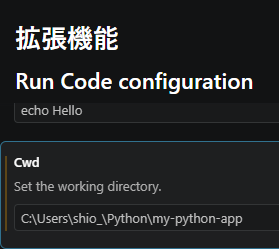 拡張機能
Run Code configuration
echo Hello
Cwd
Set the working directory.
C:\Users\shio_\Python\my-python-app